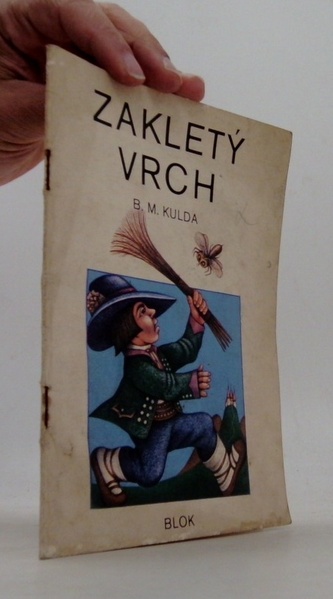 ZAKLETÝ
VRCH
B. M. KULDA
BLOK